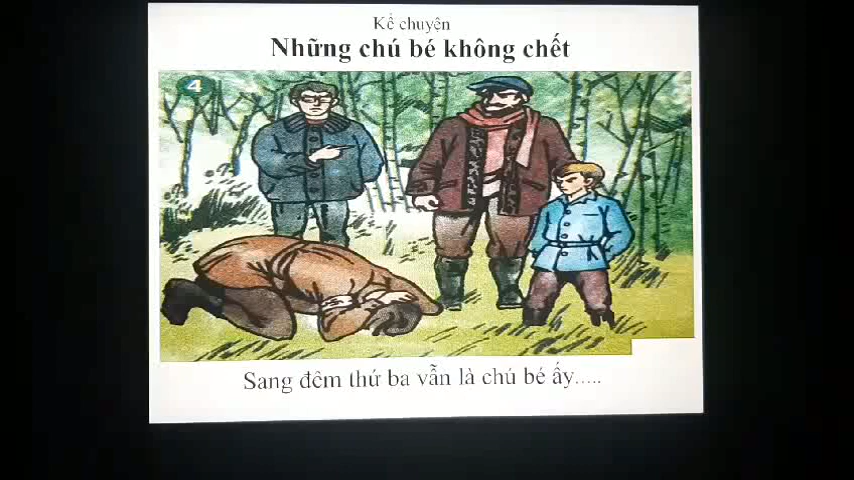 Kể chuyện
Những chú bé không chết
4
Sang đêm thứ ba vẫn là chú bé ấy.....